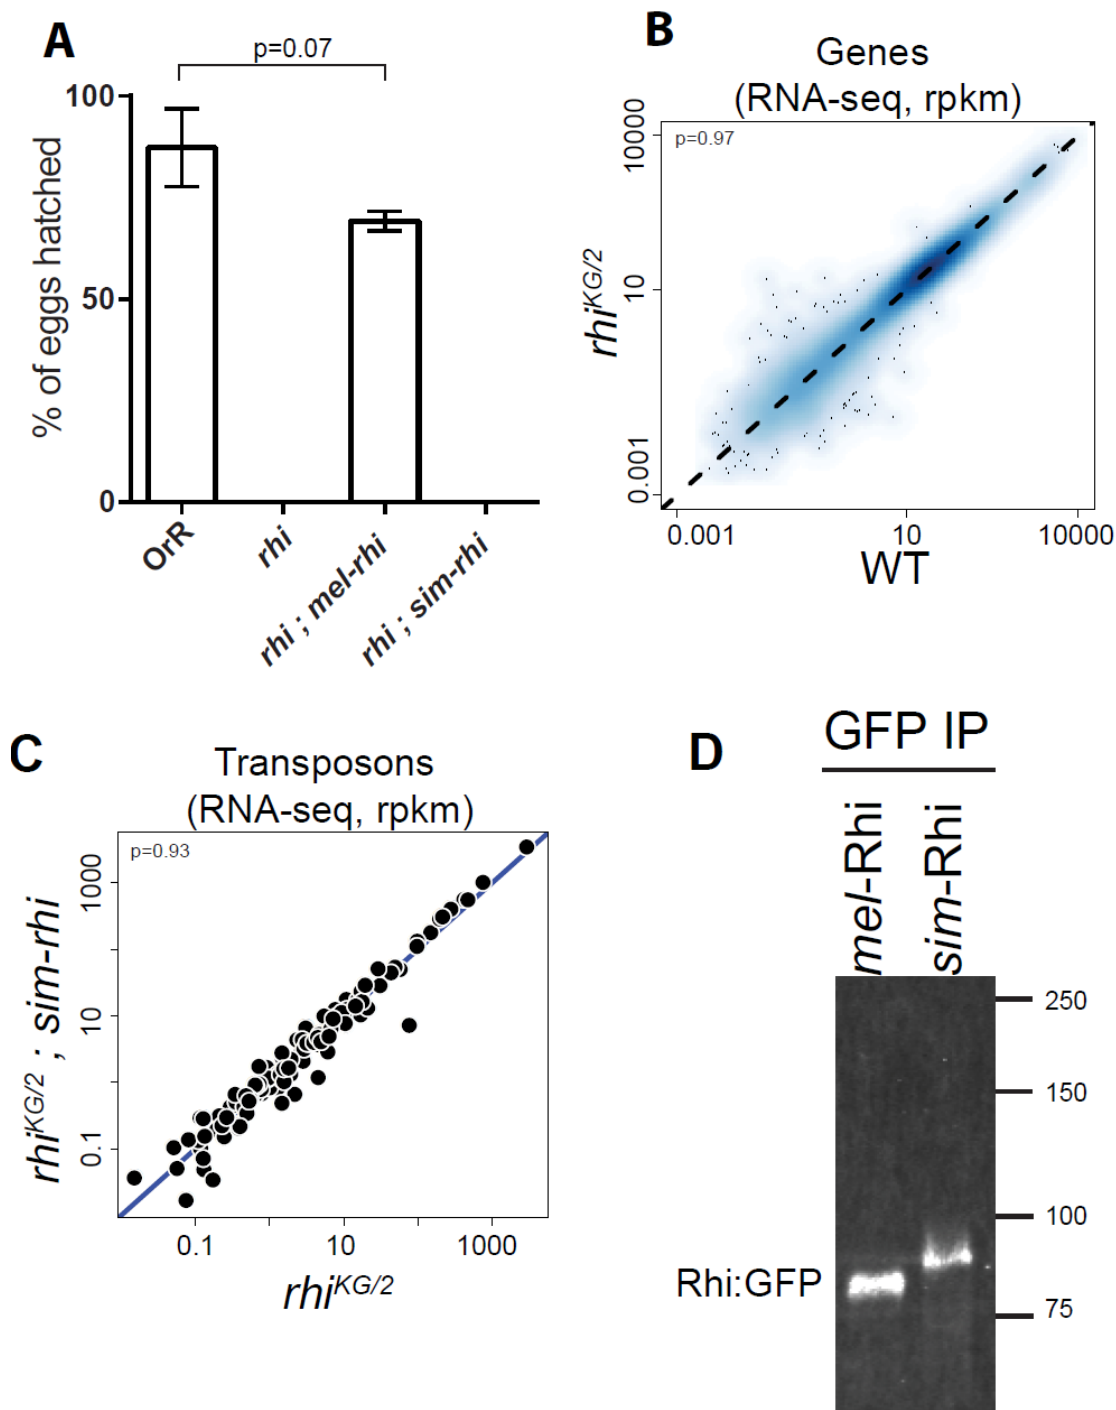 A
p=0.07
% of eggs hatched
100
50
0
OrR
rhi
rhi ; mel-rhi
rhi ; sim-rhi
B
Genes
(RNA-seq, rpkm)
p=0.97
rhiKG/2
1000
10
0.001
0.001 10 10000
WT
C
Transposons
(RNA-seq, rpkm)
p=0.93
rhiKG/2 ; sim-rhi
1000
10
0.1
0.1 10 1000
rhiKG/2
D
GFP IP
mel-Rhi
sim-Rhi
250
150
100
75
Rhi:GFP